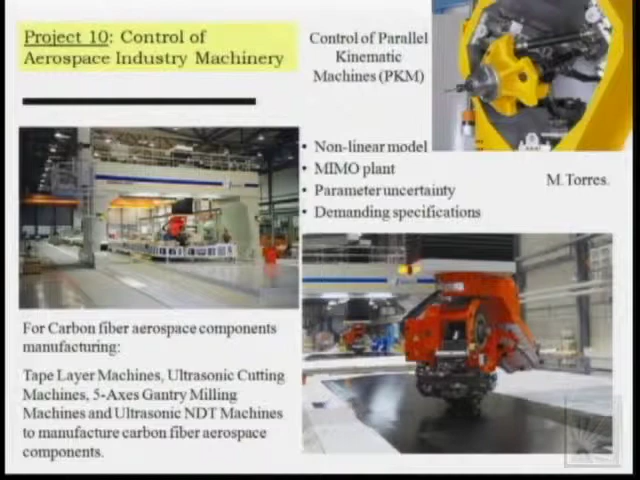 Project 10: Control of
Aerospace Industry Machinery
Control of Parallel
Kinematic
Machines (PKM)
• Non-linear model
• MIMO plant
• Parameter uncertainty
• Demanding specifications
M.Torres.
For Carbon fiber aerospace components
manufacturing:
Tape Layer Machines, Ultrasonic Cutting
Machines, 5-Axes Gantry Milling
Machines and Ultrasonic NDT Machines
to manufacture carbon fiber aerospace
components.